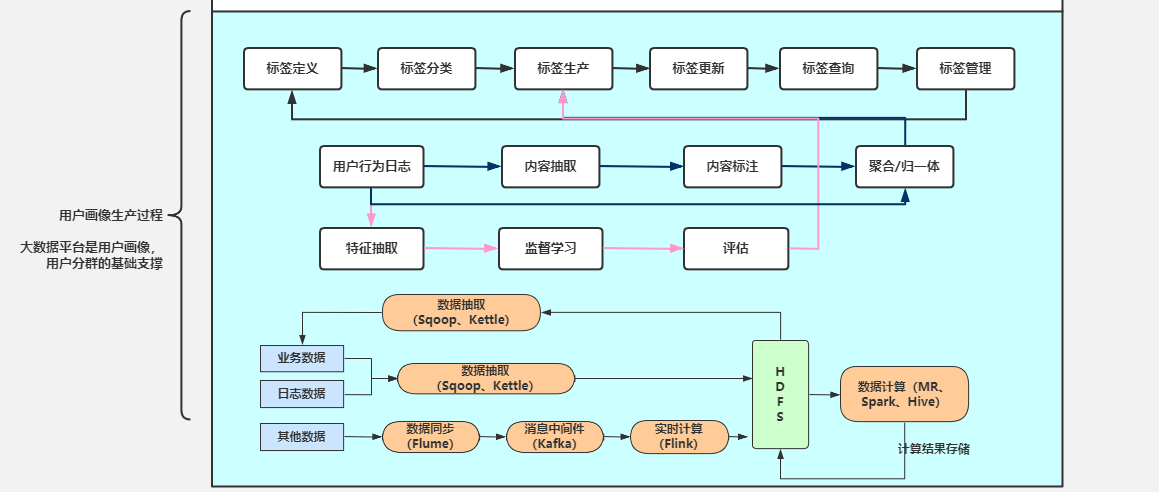 标签定义
标签分类
标签生产
标签更新
标签查询
标签管理
用户行为日志
内容抽取
内容标注
聚合/归一体
用户画像生产过程
大数据平台是用户画像，
用户分群的基础支撑
特征抽取
监督学习
评估
数据抽取
（Sqoop、Kettle）
业务数据
日志数据
数据抽取
（Sqoop、Kettle）
H
D
F
S
数据计算（MR、
Spark、Hive）
其他数据
数据同步
（Flume）
消息中间件
（Kafka）
实时计算
（Flink）
计算结果存储